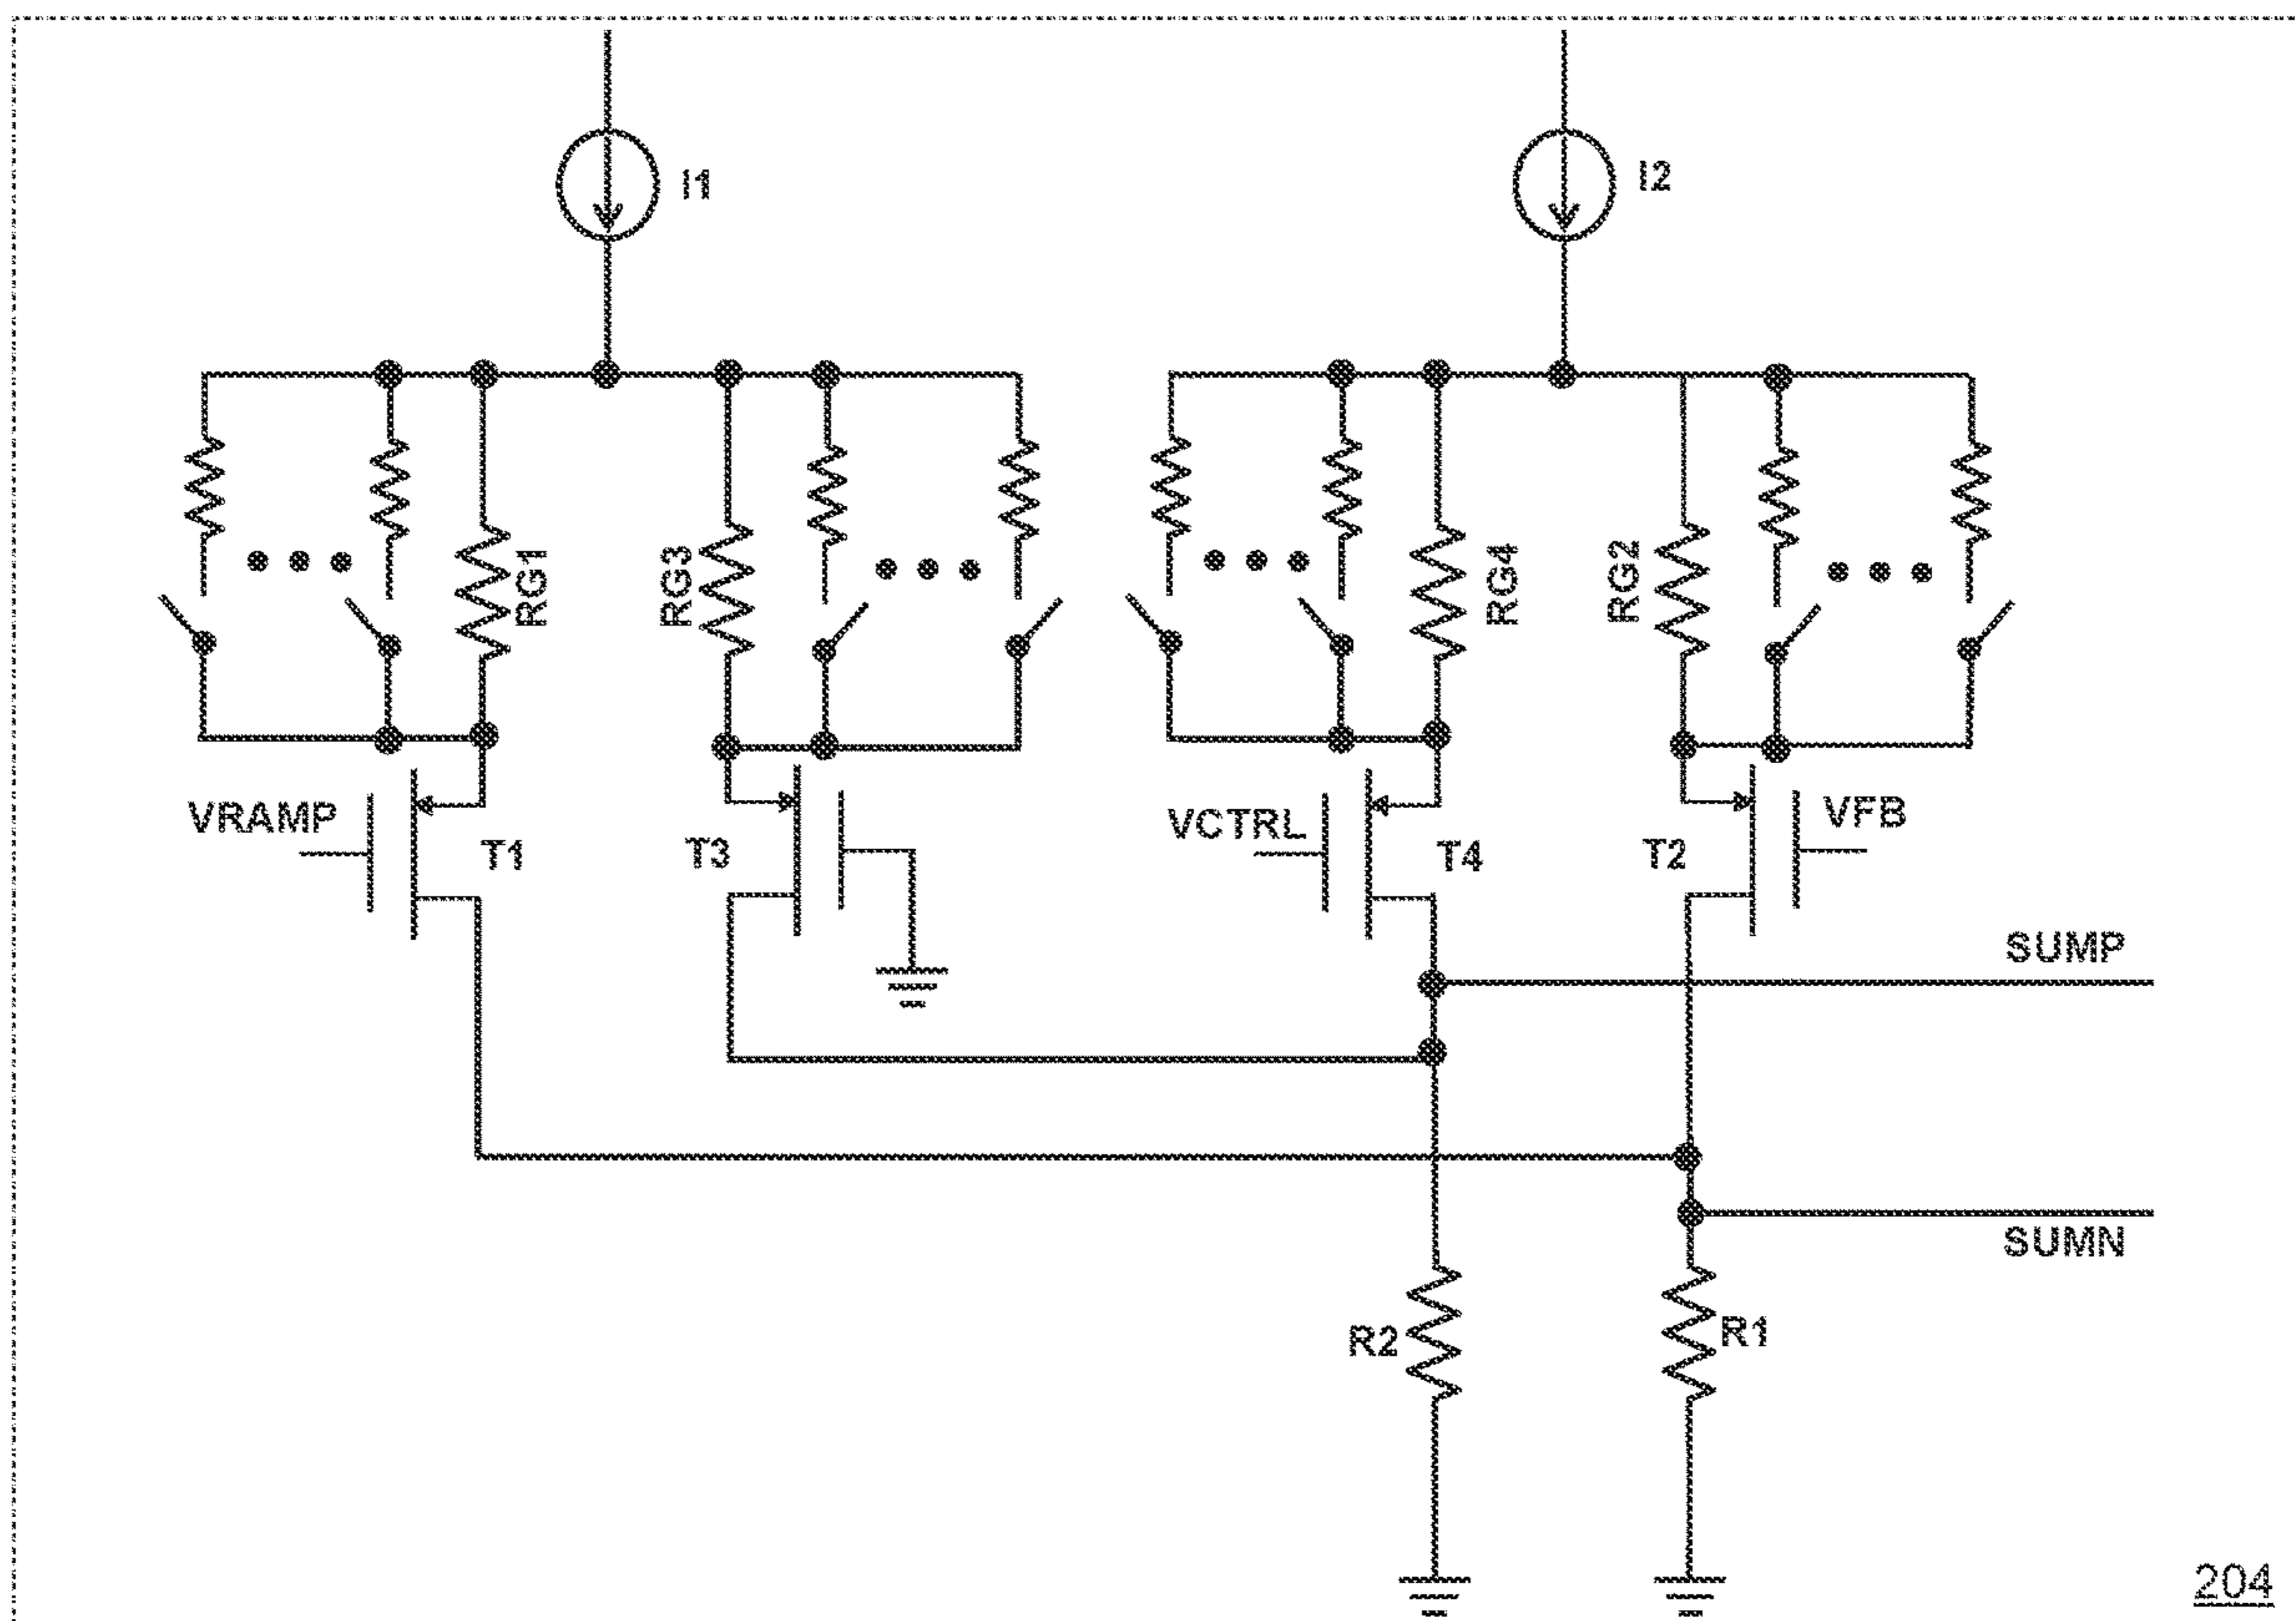 I1
I2
RG1
RG3
RG4
RG2
VRAMP
T1
T3
VCTRL
T4
T2
VFB
SUMP
SUMN
R2
R1
204